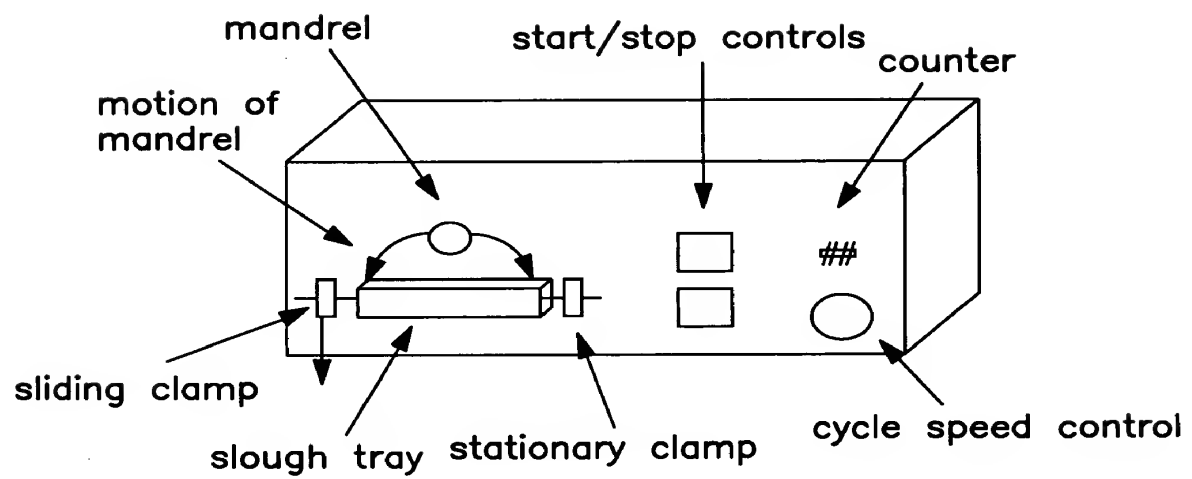 mandrel
start/stop controls
counter
motion of
mandrel
##
sliding clamp
slough tray
stationary clamp
cycle speed control